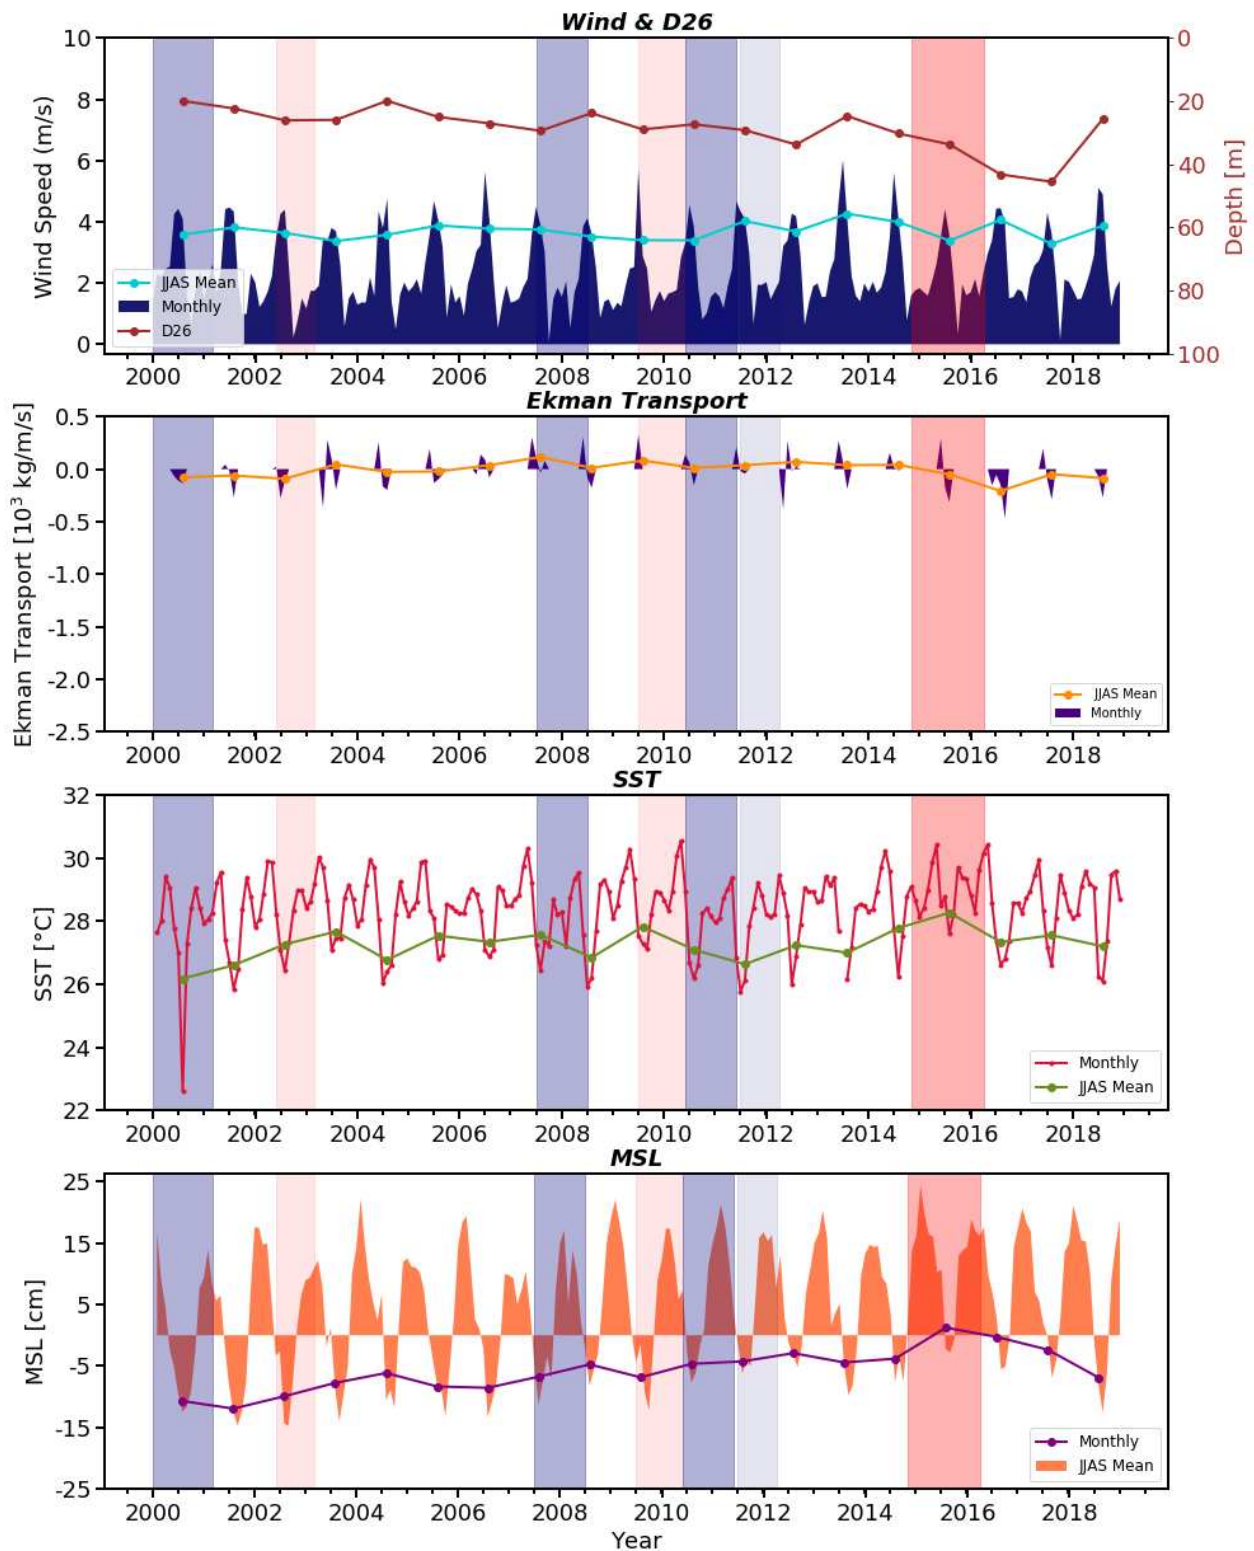 Wind & D26
10
8
6
4
2
0
Wind Speed (m/s)
0
20
40
60
80
100
Depth [m]
JJAS Mean
Monthly
D26
2000 2002 2004 2006 2008 2010 2012 2014 2016 2018
Ekman Transport
0.5
0.0
-0.5
-1.0
-1.5
-2.0
-2.5
Ekman Transport [10³ kg/m/s]
JJAS Mean
Monthly
2000 2002 2004 2006 2008 2010 2012 2014 2016 2018
SST
32
30
28
26
24
22
SST [°C]
Monthly
JJAS Mean
2000 2002 2004 2006 2008 2010 2012 2014 2016 2018
MSL
25
15
5
-5
-15
-25
MSL [cm]
Monthly
JJAS Mean
2000 2002 2004 2006 2008 2010 2012 2014 2016 2018
Year